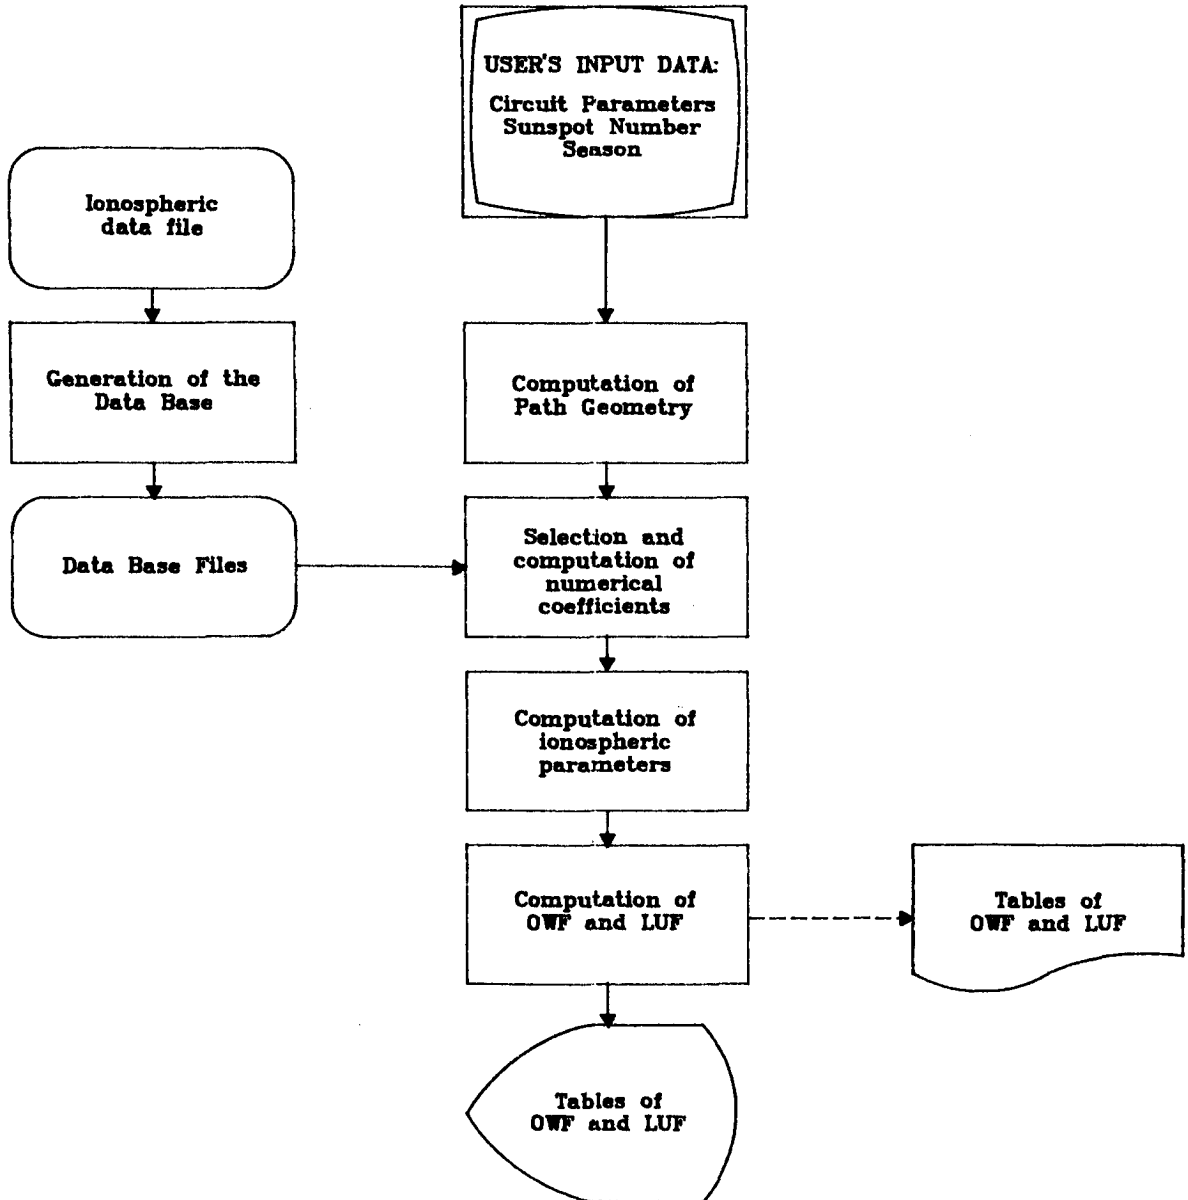 USER'S INPUT DATA:
Circuit Parameters
Sunspot Number
Season
Ionospheric
data file
Generation of the
Data Base
Computation of
Path Geometry
Data Base Files
Selection and
computation of
numerical
coefficients
Computation of
ionospheric
parameters
Computation of
OWF and LUF
Tables of
OWF and LUF
Tables of
OWF and LUF